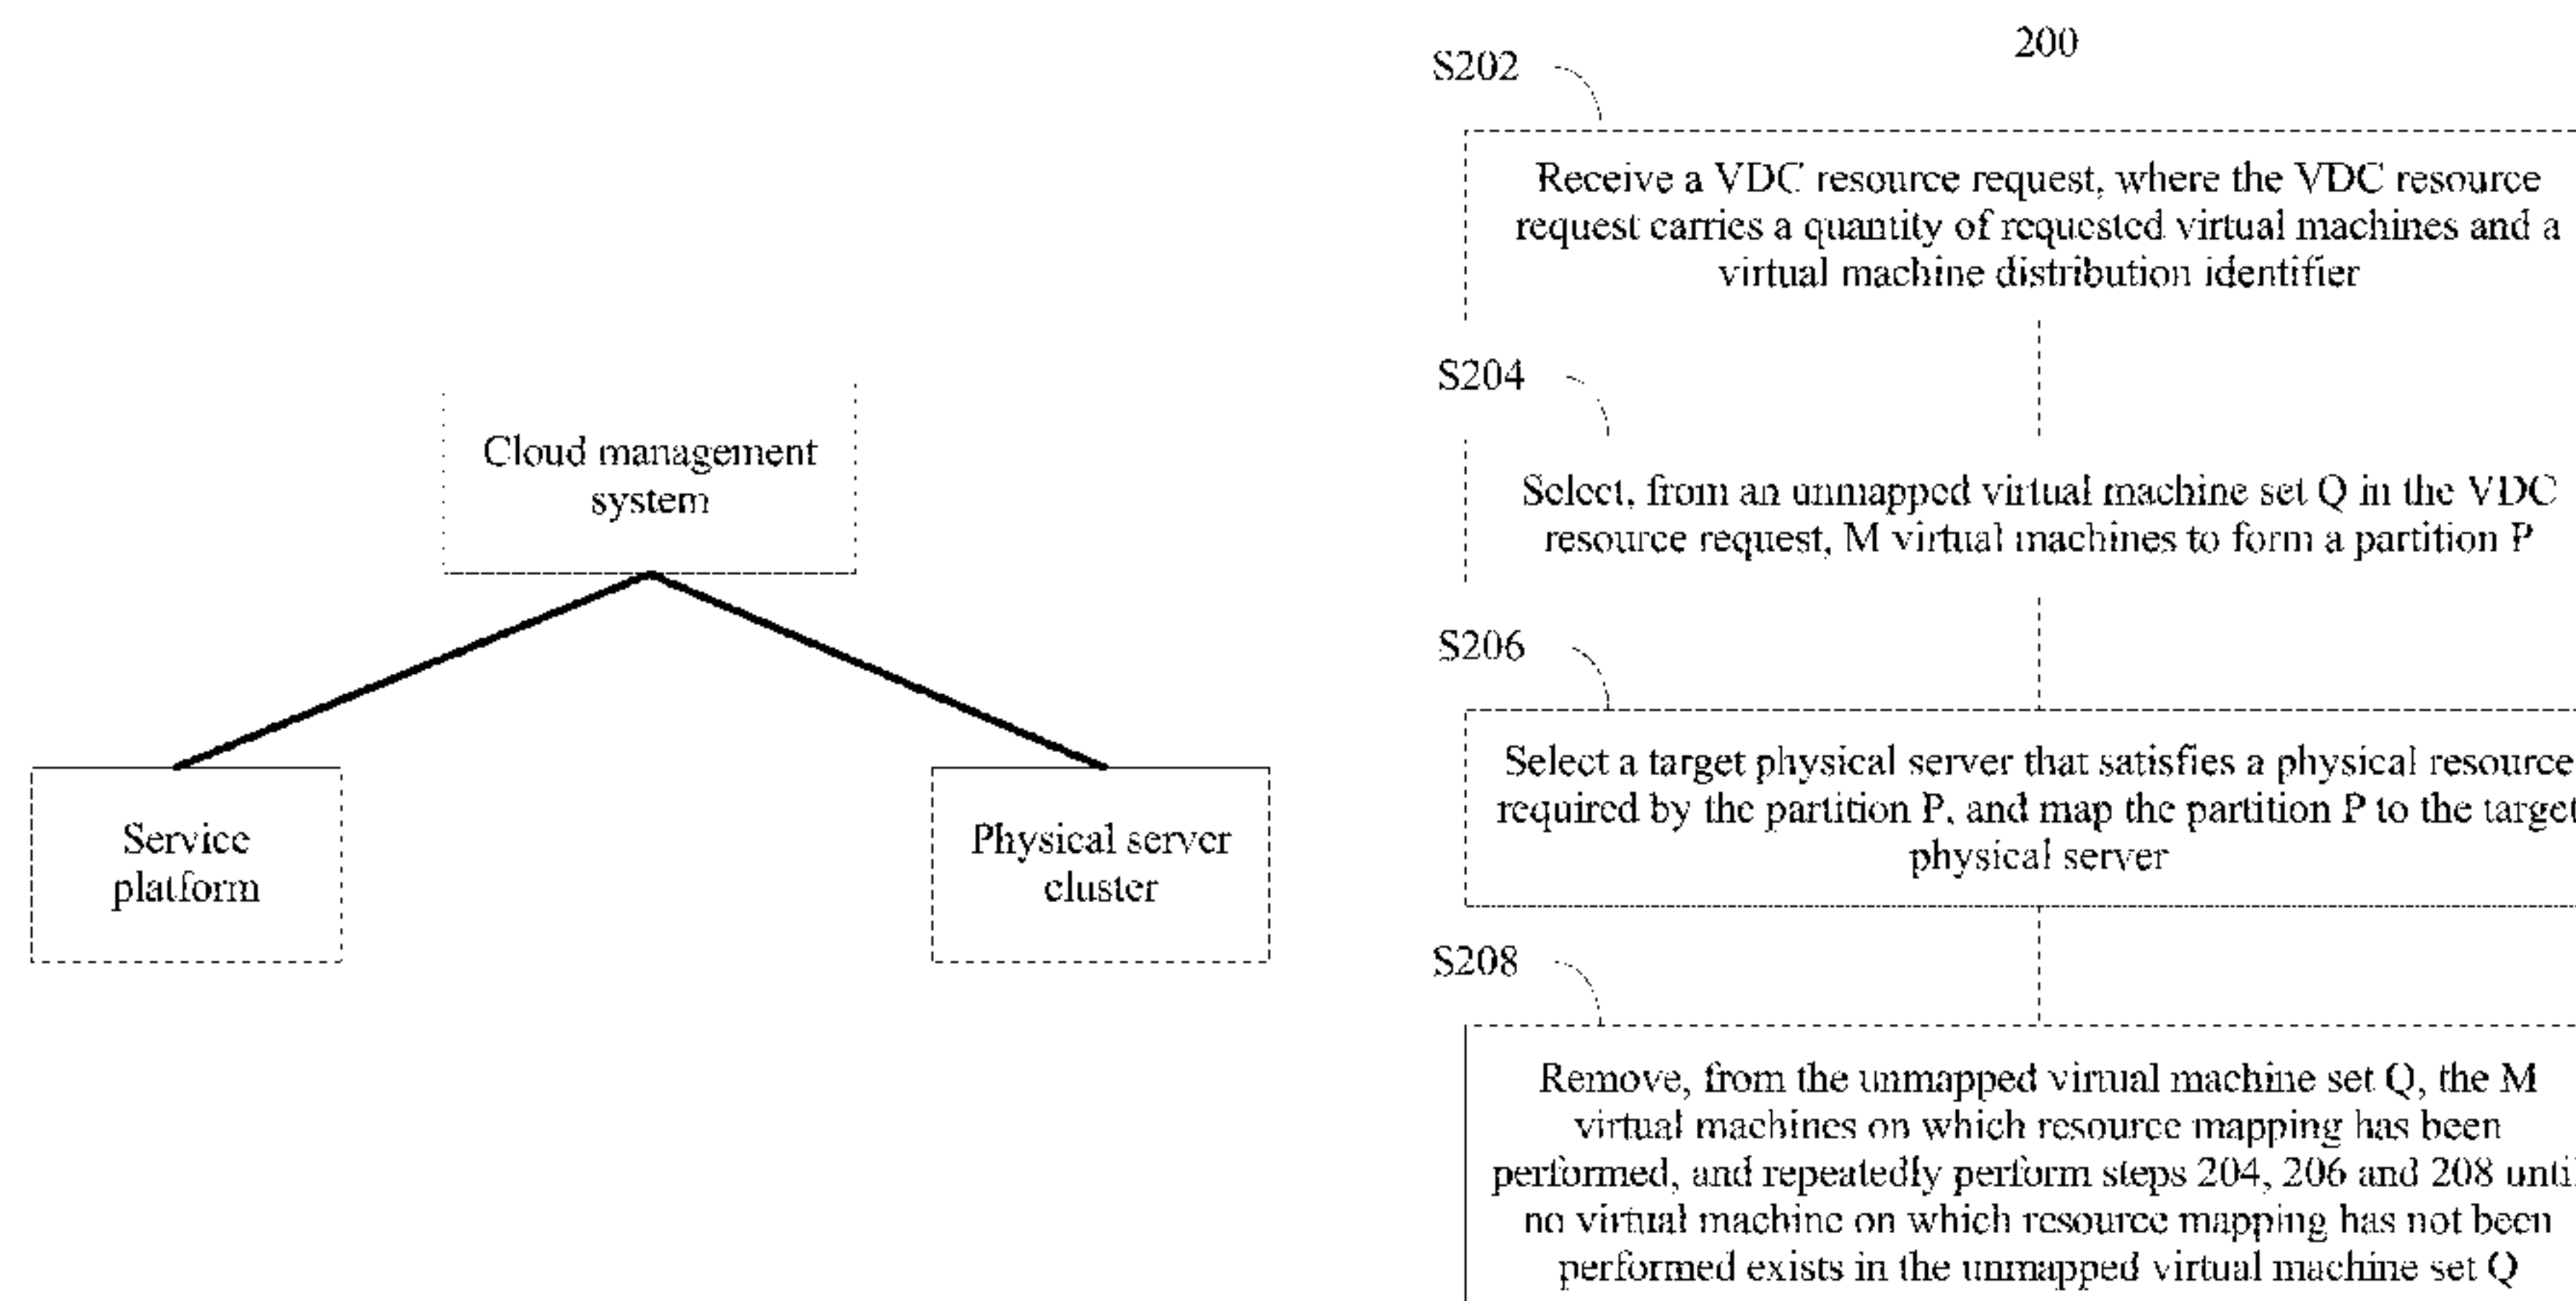 Cloud management
system
Service
platform
Physical server
cluster
200
S202
Receive a VDC resource request, where the VDC resource
request carries a quantity of requested virtual machines and a
virtual machine distribution identifier
S204
Select, from an unmapped virtual machine set Q in the VDC
resource request, M virtual machines to form a partition P
S206
Select a target physical server that satisfies a physical resource
required by the partition P, and map the partition P to the target
physical server
S208
Remove, from the unmapped virtual machine set Q, the M
virtual machines on which resource mapping has been
performed, and repeatedly perform steps 204, 206 and 208 until
no virtual machine on which resource mapping has not been
performed exists in the unmapped virtual machine set Q